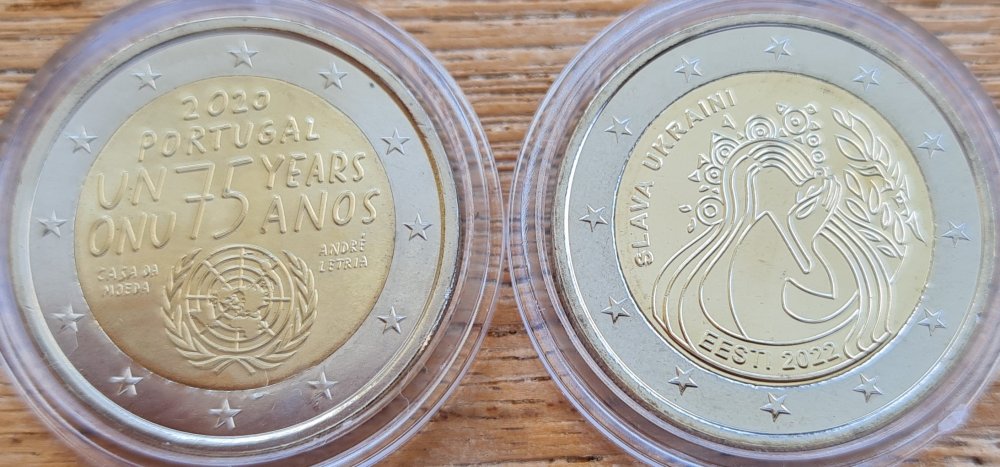 2020
PORTUGAL
UN 75 YEARS
ONU ANOS
CASA DA
MOEDA
ANDRÉ
LETRIA
SLAVA UKRAINI
EESTI 2022